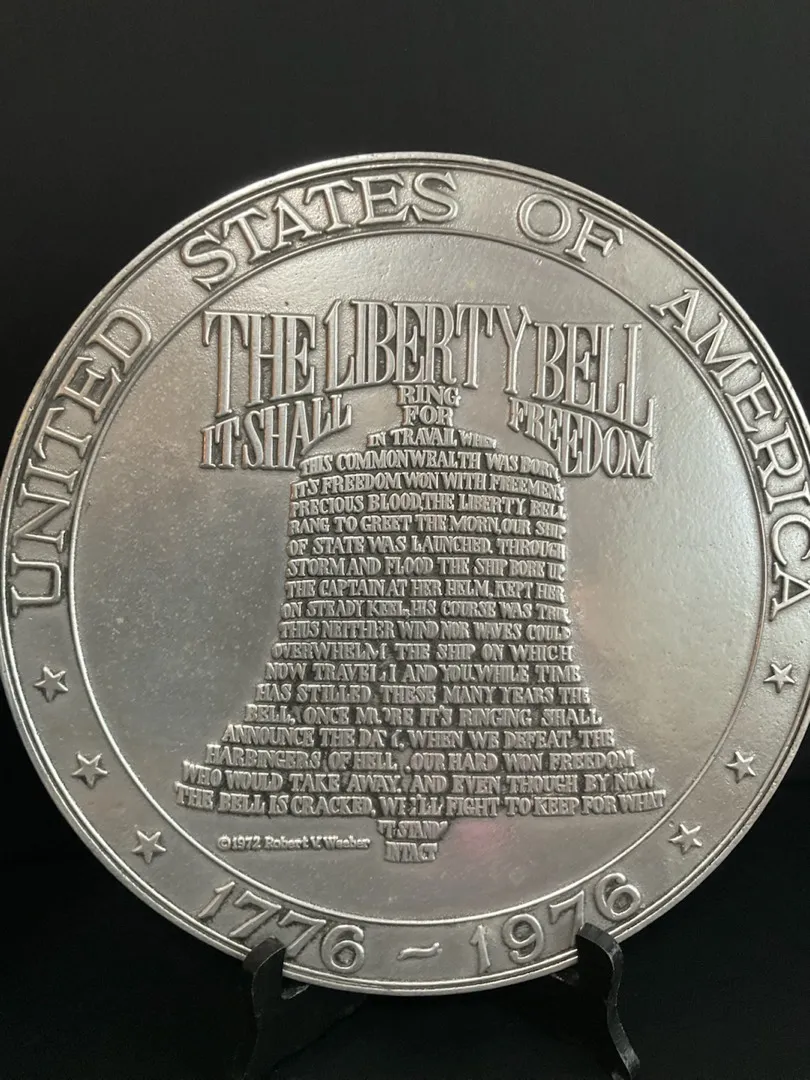 UNITED STATES OF AMERICA
THE LIBERTY BELL
IT SHALL RING FOR FREEDOM
IN TRAVAIL WHEN
THIS COMMONWEALTH WAS BORN,
IT'S FREEDOM WON WITH FREEMEN'S
PRECIOUS BLOOD, THE LIBERTY BELL
RANG TO GREET THE MORN, OUR SHIP
OF STATE WAS LAUNCHED, THROUGH
STORM AND FLOOD THE SHIP BORE UP,
THE CAPTAIN AT HER HELM, KEPT HER
ON STEADY KEEL, HIS COURSE WAS TRUE
THUS NEITHER WIND NOR WAVES COULD
OVERWHELM THE SHIP ON WHICH
NOW TRAVEL I AND YOU. WHILE TIME
HAS STILLED, THESE MANY YEARS THE
BELL, ONCE MORE IT'S RINGING SHALL
ANNOUNCE THE DAY, WHEN WE DEFEAT THE
HARBINGERS OF HELL, OUR HARD WON FREEDOM
WHO WOULD TAKE AWAY. AND EVEN THOUGH BY NOW
THE BELL IS CRACKED, WE'LL FIGHT TO KEEP FOR WHAT
IT STANDS
INTACT
©1972 Robert V. Waeher
1776 ~ 1976